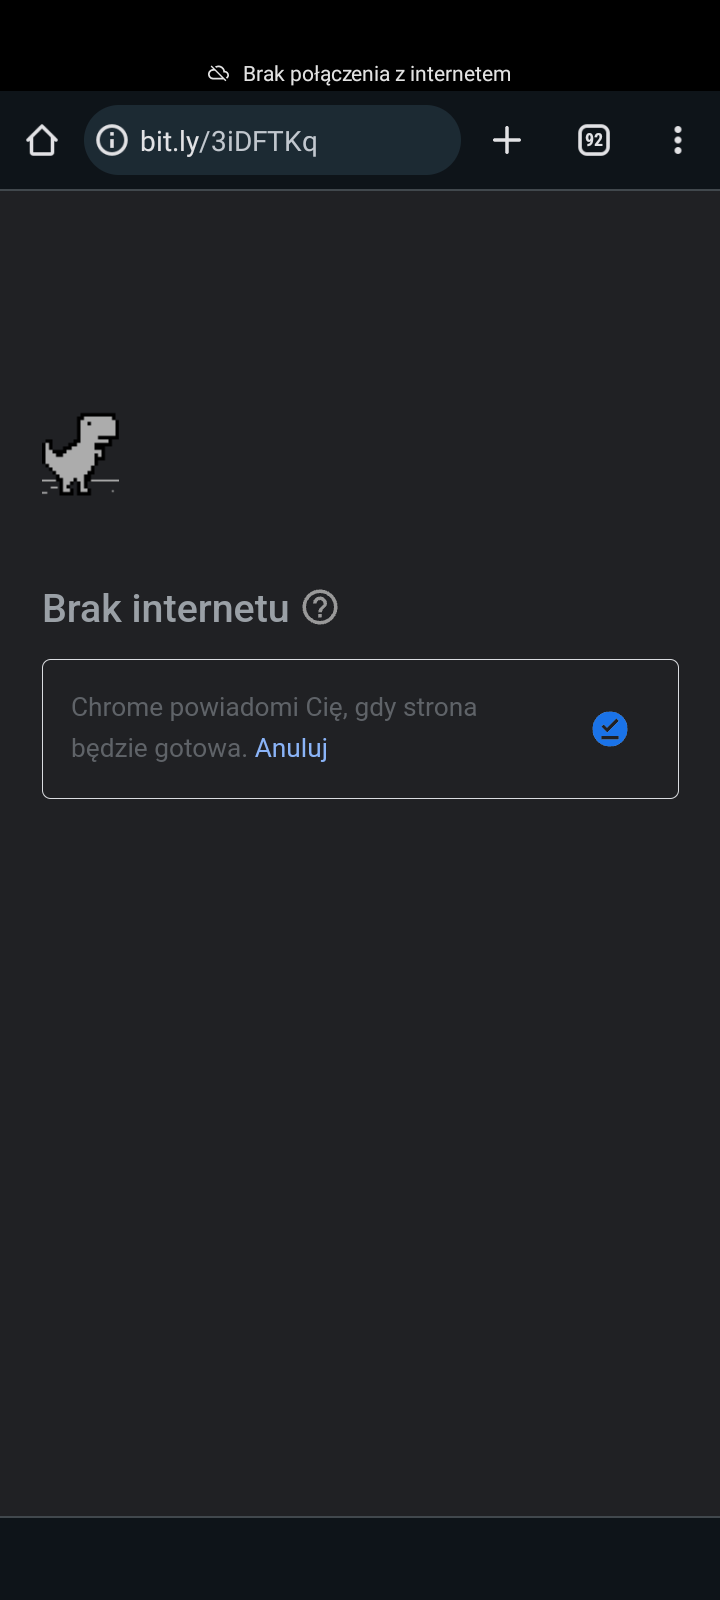 Brak połączenia z internetem
bit.ly/3iDFTKq
92
Brak internetu
Chrome powiadomi Cię, gdy strona
będzie gotowa. Anuluj